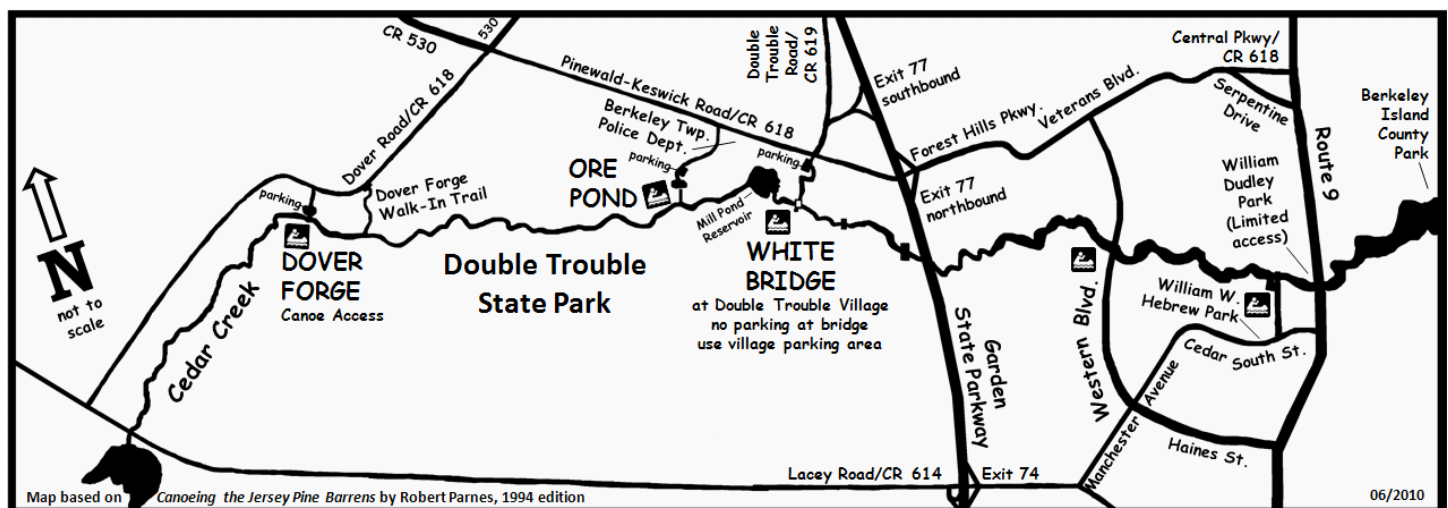 CR 530
530
Dover Road/CR 618
Pinewald-Keswick Road/CR 618
Double
Trouble
Road/
CR 619
Exit 77
southbound
Central Pkwy/
CR 618
Serpentine
Drive
Veterans Blvd.
Forest Hills Pkwy.
Berkeley
Island
County
Park
Route 9
Berkeley Twp.
Police Dept.
parking
parking
parking
ORE
POND
Dover Forge
Walk-In Trail
Mill Pond
Reservoir
Exit 77
northbound
William
Dudley
Park
(Limited
access)
N
not to
scale
DOVER
FORGE
Canoe Access
Double Trouble
State Park
WHITE
BRIDGE
at Double Trouble Village
no parking at bridge
use village parking area
Cedar Creek
Garden
State Parkway
Western Blvd.
William W.
Hebrew Park
Cedar South St.
Manchester Avenue
Haines St.
Lacey Road/CR 614
Exit 74
Map based on Canoeing the Jersey Pine Barrens by Robert Parnes, 1994 edition
06/2010